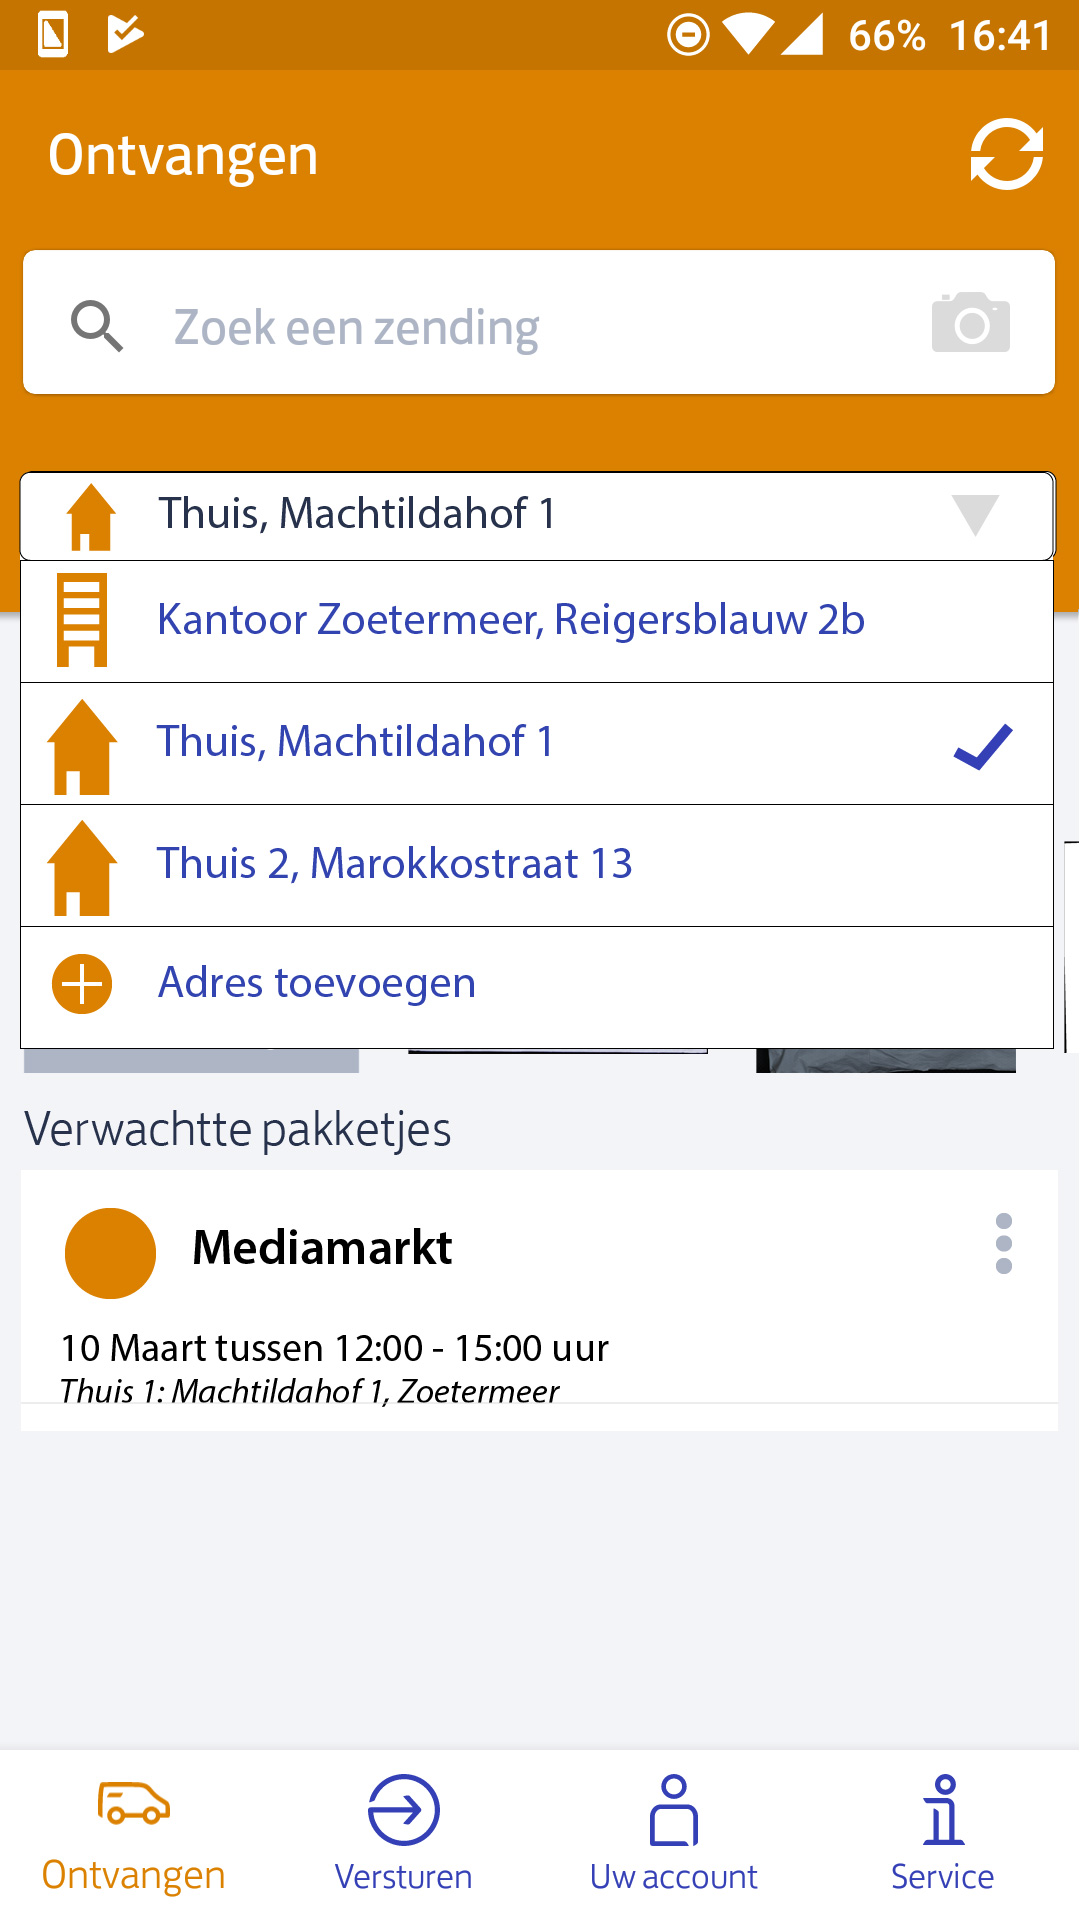 66% 16:41
Ontvangen
Zoek een zending
Thuis, Machtildahof 1
Kantoor Zoetermeer, Reigersblauw 2b
Thuis, Machtildahof 1
Thuis 2, Marokkostraat 13
Adres toevoegen
Verwachtte pakketjes
Mediamarkt
10 Maart tussen 12:00 - 15:00 uur
Thuis 1: Machtildahof 1, Zoetermeer
Ontvangen Versturen Uw account Service